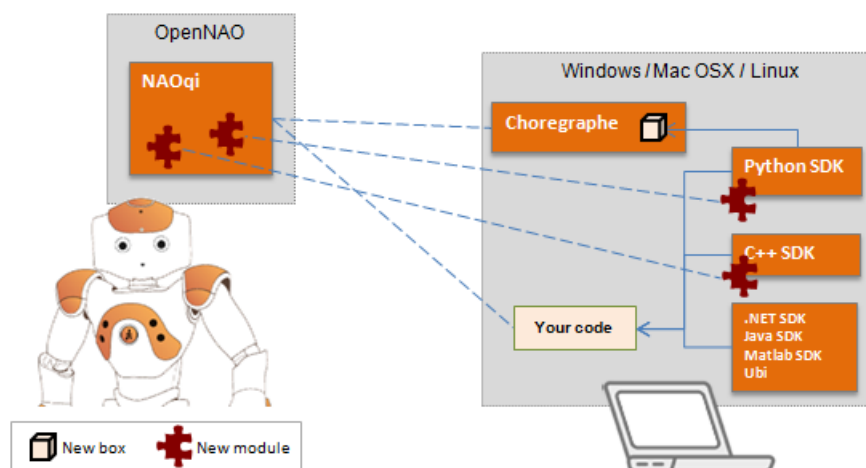 OpenNAO
NAOqi
Windows / Mac OSX / Linux
Choregraphe
Python SDK
C++ SDK
Your code
.NET SDK
Java SDK
Matlab SDK
Ubi
New box
New module